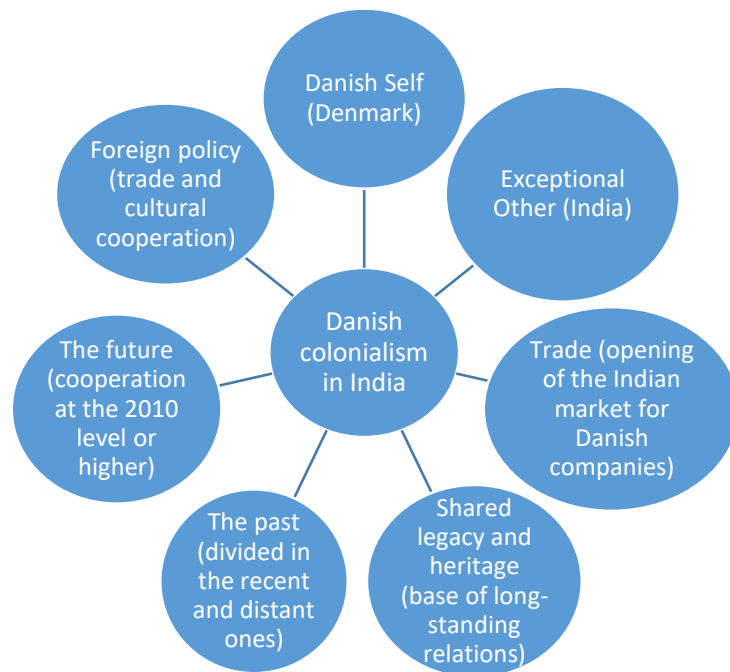 Danish Self
(Denmark)
Exceptional
Other (India)
Trade (opening
of the Indian
market for
Danish
companies)
Shared
legacy and
heritage
(base of long-
standing
relations)
The past
(divided in
the recent
and distant
ones)
The future
(cooperation
at the 2010
level or
higher)
Foreign policy
(trade and
cultural
cooperation)
Danish
colonialism
in India